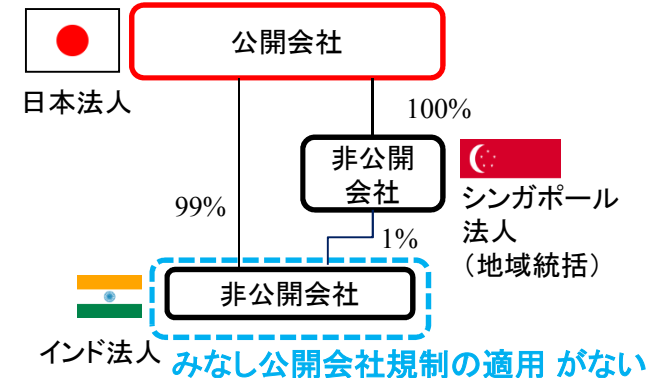 公開会社
日本法人
100%
非公開
会社
シンガポール
法人
（地域統括）
99%
1%
非公開会社
インド法人
みなし公開会社規制の適用 がない